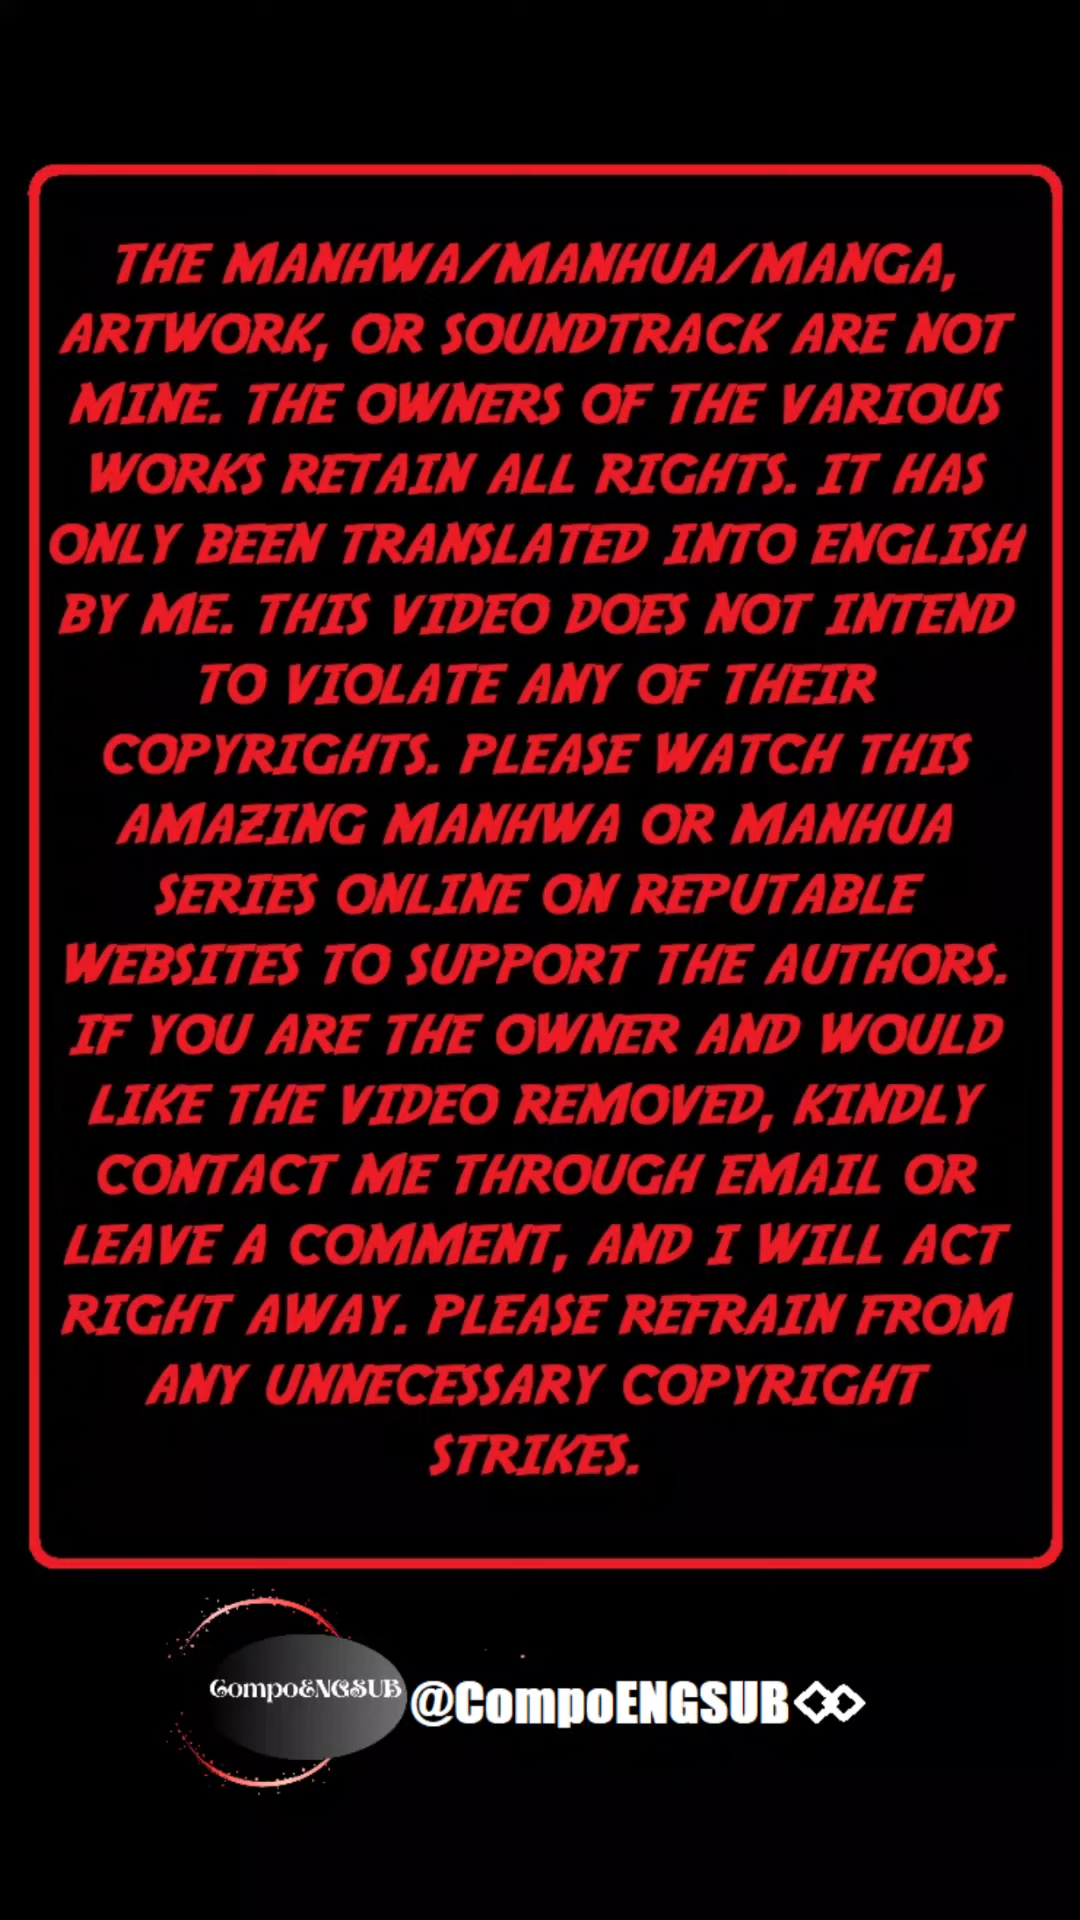 THE MANHWA/MANHUA/MANGA,
ARTWORK, OR SOUNDTRACK ARE NOT
MINE. THE OWNERS OF THE VARIOUS
WORKS RETAIN ALL RIGHTS. IT HAS
ONLY BEEN TRANSLATED INTO ENGLISH
BY ME. THIS VIDEO DOES NOT INTEND
TO VIOLATE ANY OF THEIR
COPYRIGHTS. PLEASE WATCH THIS
AMAZING MANHWA OR MANHUA
SERIES ONLINE ON REPUTABLE
WEBSITES TO SUPPORT THE AUTHORS.
IF YOU ARE THE OWNER AND WOULD
LIKE THE VIDEO REMOVED, KINDLY
CONTACT ME THROUGH EMAIL OR
LEAVE A COMMENT, AND I WILL ACT
RIGHT AWAY. PLEASE REFRAIN FROM
ANY UNNECESSARY COPYRIGHT
STRIKES.
CompoENGSUB
@CompoENGSUB